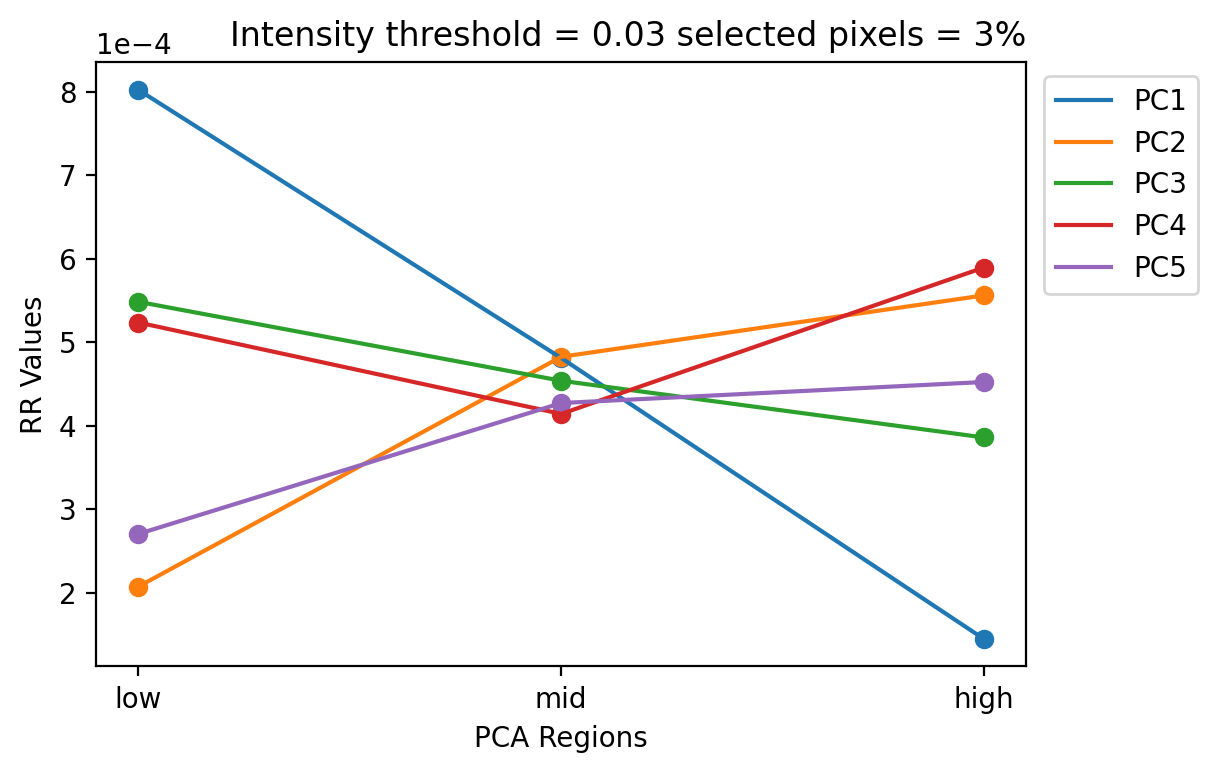 Intensity threshold = 0.03 selected pixels = 3%
1e−4
8
7
6
5
4
3
2
RR Values
low
mid
high
PCA Regions
PC1
PC2
PC3
PC4
PC5